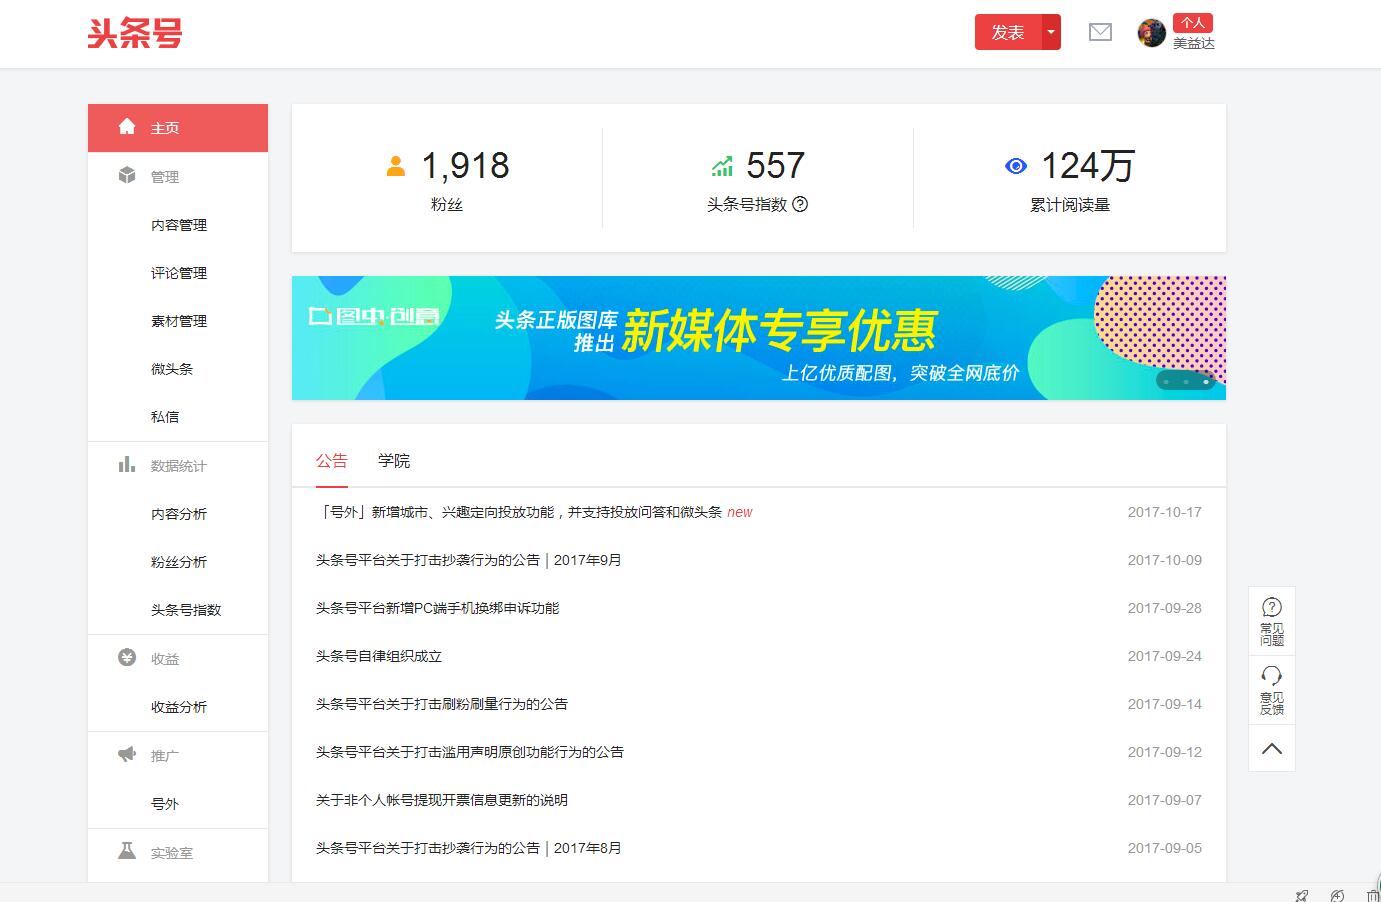 头条号
发表
个人
美益达
主页
管理
内容管理
评论管理
素材管理
微头条
私信
数据统计
内容分析
粉丝分析
头条号指数
收益
收益分析
推广
号外
实验室
1,918
粉丝
557
头条号指数
124万
累计阅读量
图虫·创意
头条正版图库
推出
新媒体专享优惠
上亿优质配图，突破全网底价
公告 学院
「号外」新增城市、兴趣定向投放功能，并支持投放问答和微头条 new 2017-10-17
头条号平台关于打击抄袭行为的公告 | 2017年9月 2017-10-09
头条号平台新增PC端手机换绑申诉功能 2017-09-28
头条号自律组织成立 2017-09-24
头条号平台关于打击刷粉刷量行为的公告 2017-09-14
头条号平台关于打击滥用声明原创功能行为的公告 2017-09-12
关于非个人帐号提现开票信息更新的说明 2017-09-07
头条号平台关于打击抄袭行为的公告 | 2017年8月 2017-09-05
常见
问题
意见
反馈